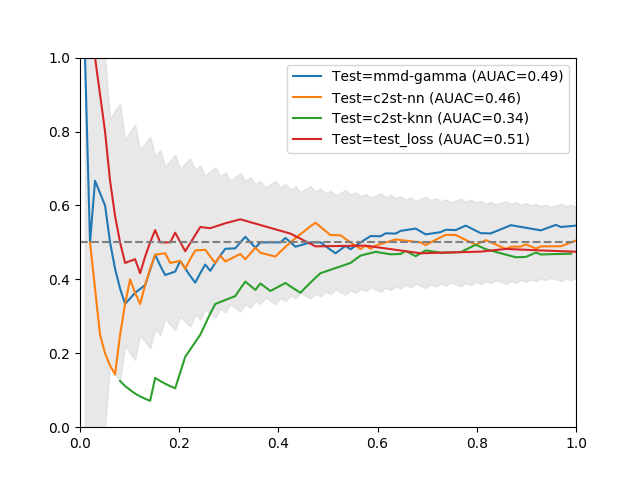 1.0
0.8
0.6
0.4
0.2
0.0
Test=mmd-gamma (AUAC=0.49)
Test=c2st-nn (AUAC=0.46)
Test=c2st-knn (AUAC=0.34)
Test=test_loss (AUAC=0.51)
0.0 0.2 0.4 0.6 0.8 1.0